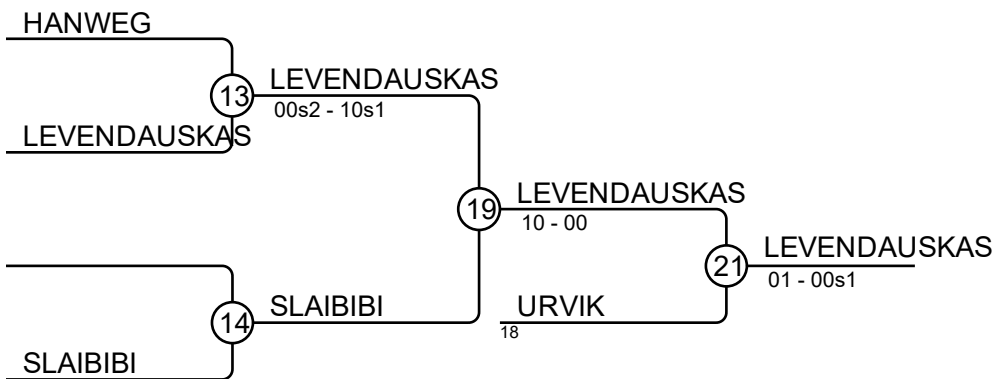 HANWEG
13
LEVENDAUSKAS
00s2 - 10s1
LEVENDAUSKAS
19
LEVENDAUSKAS
10 - 00
21
LEVENDAUSKAS
01 - 00s1
14
SLAIBIBI
URVIK
18
SLAIBIBI